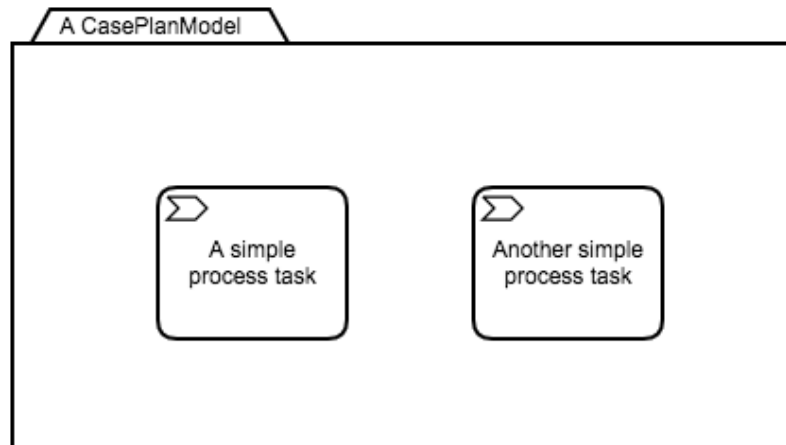 A CasePlanModel
A simple
process task
Another simple
process task